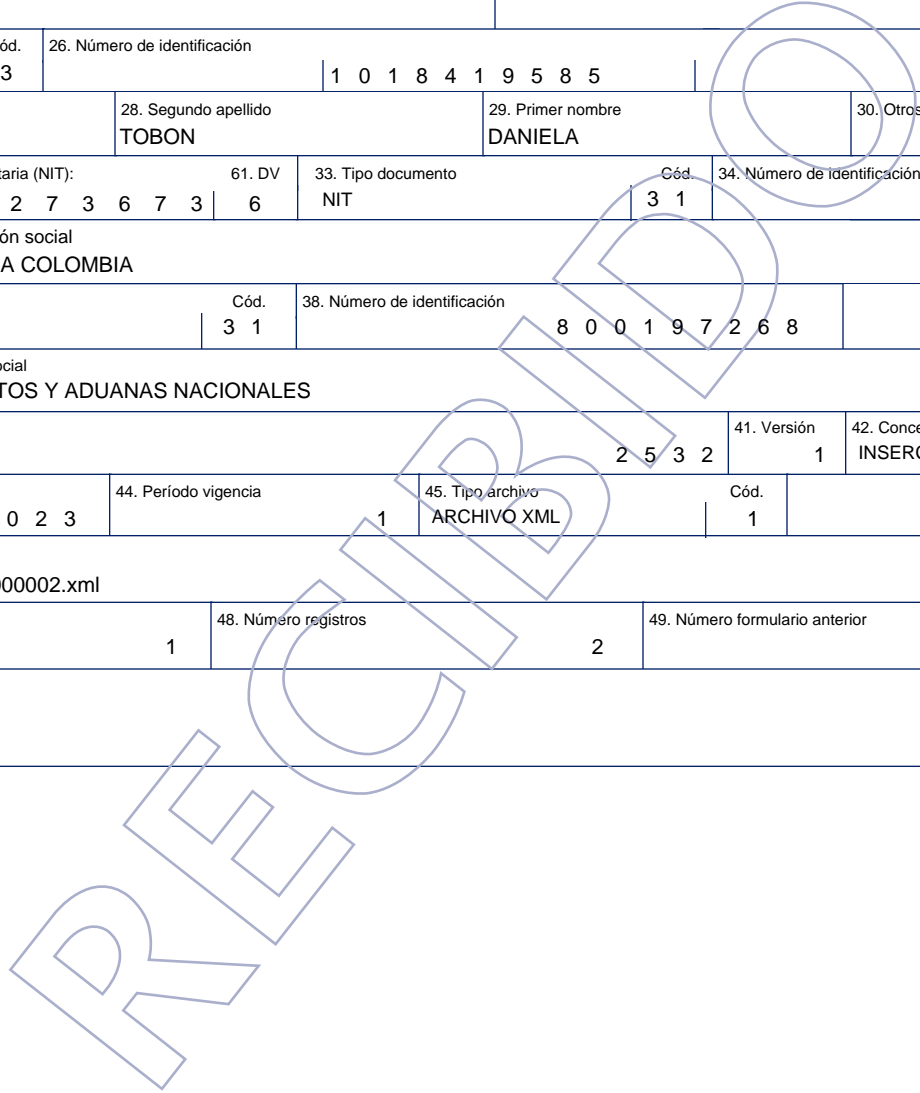 ód. 26. Número de identificación
3 1 0 1 8 4 1 9 5 8 5
28. Segundo apellido 29. Primer nombre 30. Otros
TOBON DANIELA
taria (NIT): 61. DV 33. Tipo documento Cód. 34. Número de identificación
2 7 3 6 7 3 6 NIT 3 1
ón social
A COLOMBIA
Cód. 38. Número de identificación
3 1 8 0 0 1 9 7 2 6 8
ocial
TOS Y ADUANAS NACIONALES
41. Versión 42. Conce
2 5 3 2 1 INSERC
44. Período vigencia 45. Tipo archivo Cód.
0 2 3 1 ARCHIVO XML 1
000002.xml
48. Número registros 49. Número formulario anterior
1 2
RECIBIDO